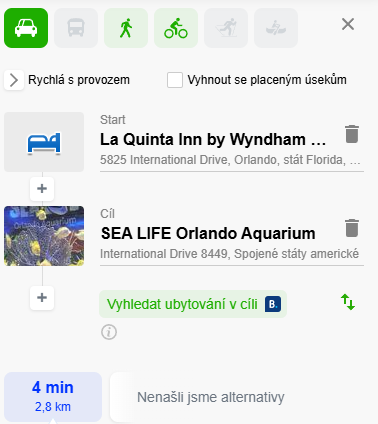 Rychlá s provozem
Vyhnout se placeným úsekům
Start
La Quinta Inn by Wyndham ...
5825 International Drive, Orlando, stát Florida, ...
Cíl
SEA LIFE Orlando Aquarium
International Drive 8449, Spojené státy americké
Vyhledat ubytování v cíli B.
4 min
2,8 km
Nenašli jsme alternativy